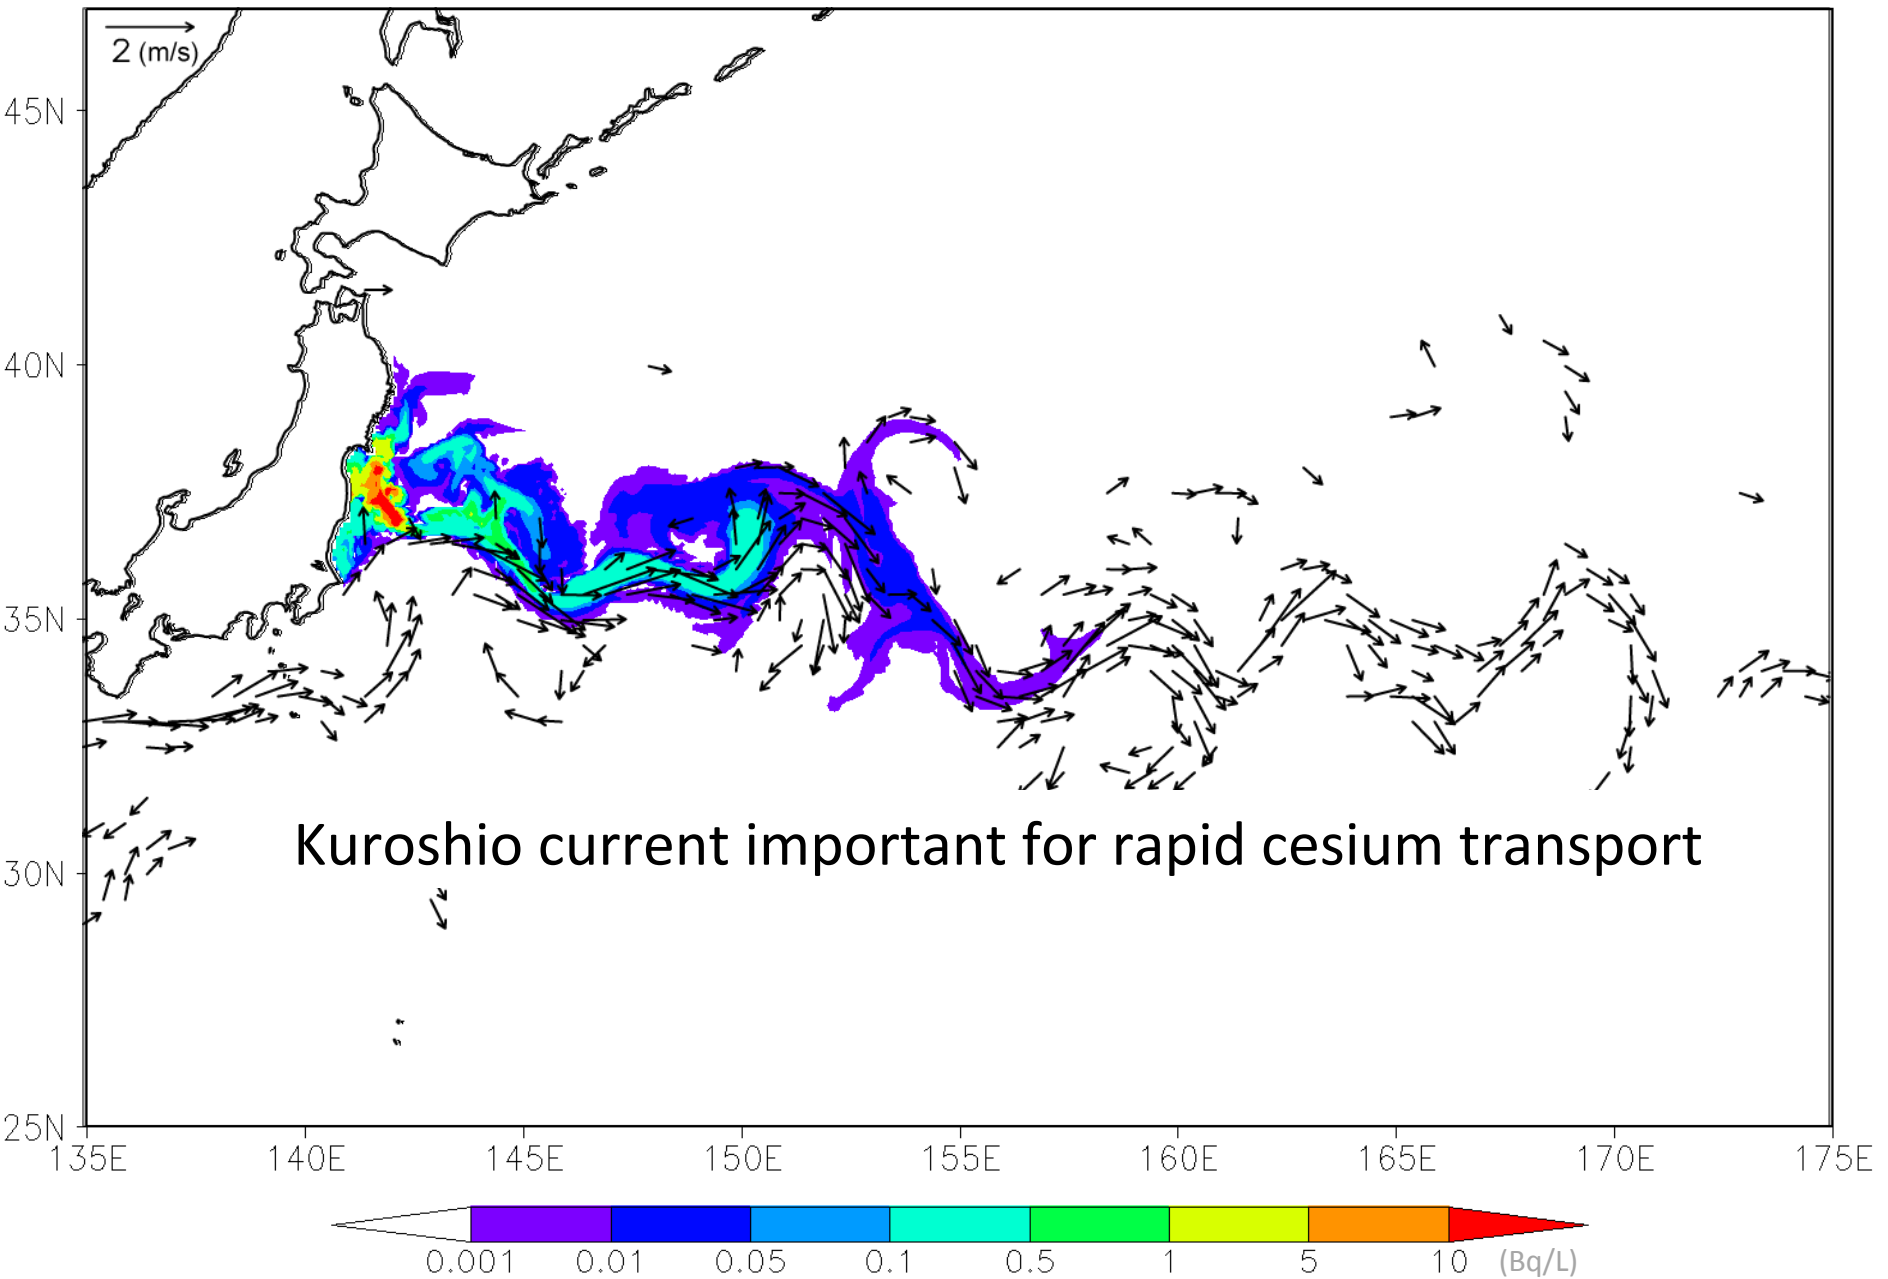 2 (m/s)
45N
40N
35N
30N
25N
Kuroshio current important for rapid cesium transport
135E 140E 145E 150E 155E 160E 165E 170E 175E
0.001 0.01 0.05 0.1 0.5 1 5 10 (Bq/L)